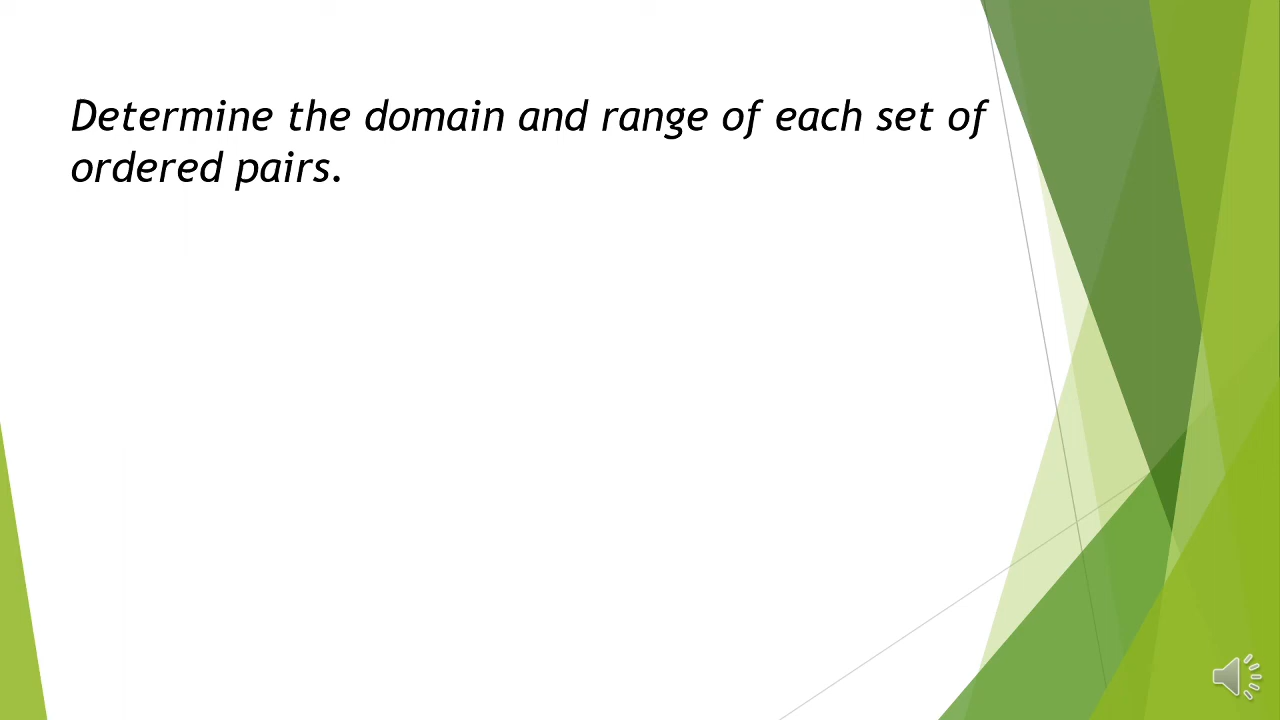 Determine the domain and range of each set of
ordered pairs.